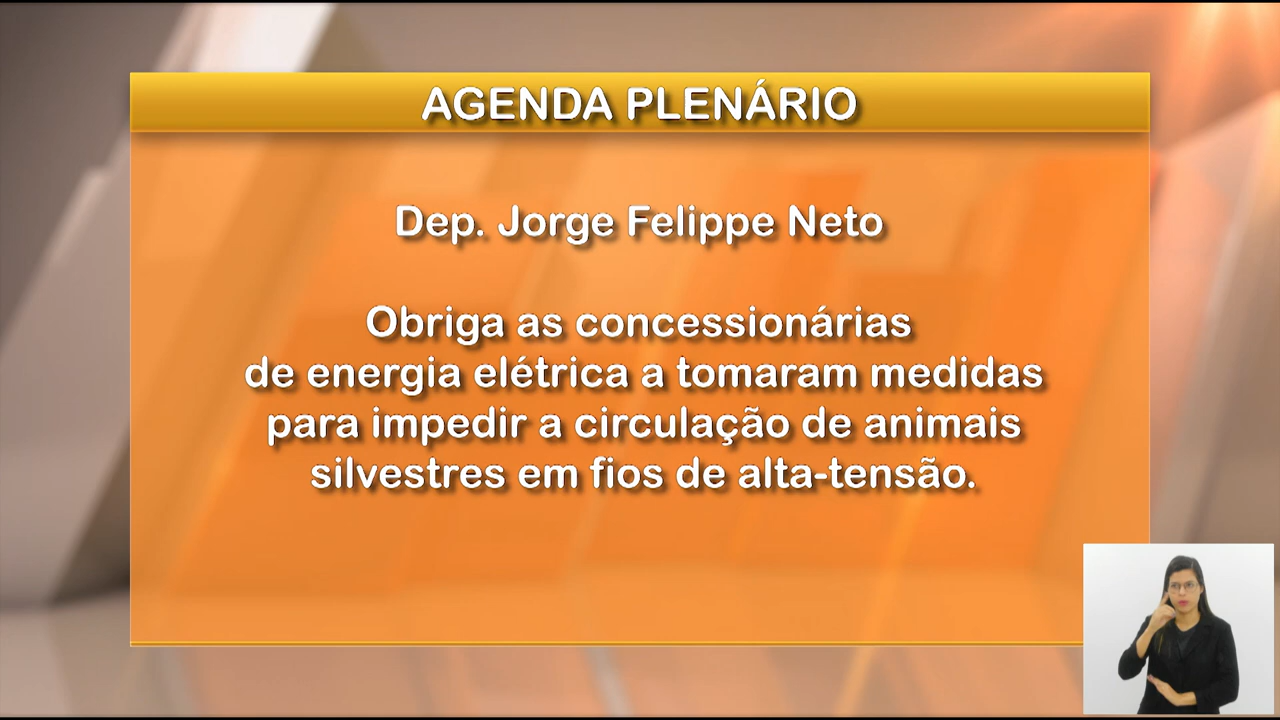 AGENDA PLENÁRIO
Dep. Jorge Felippe Neto
Obriga as concessionárias
de energia elétrica a tomaram medidas
para impedir a circulação de animais
silvestres em fios de alta-tensão.